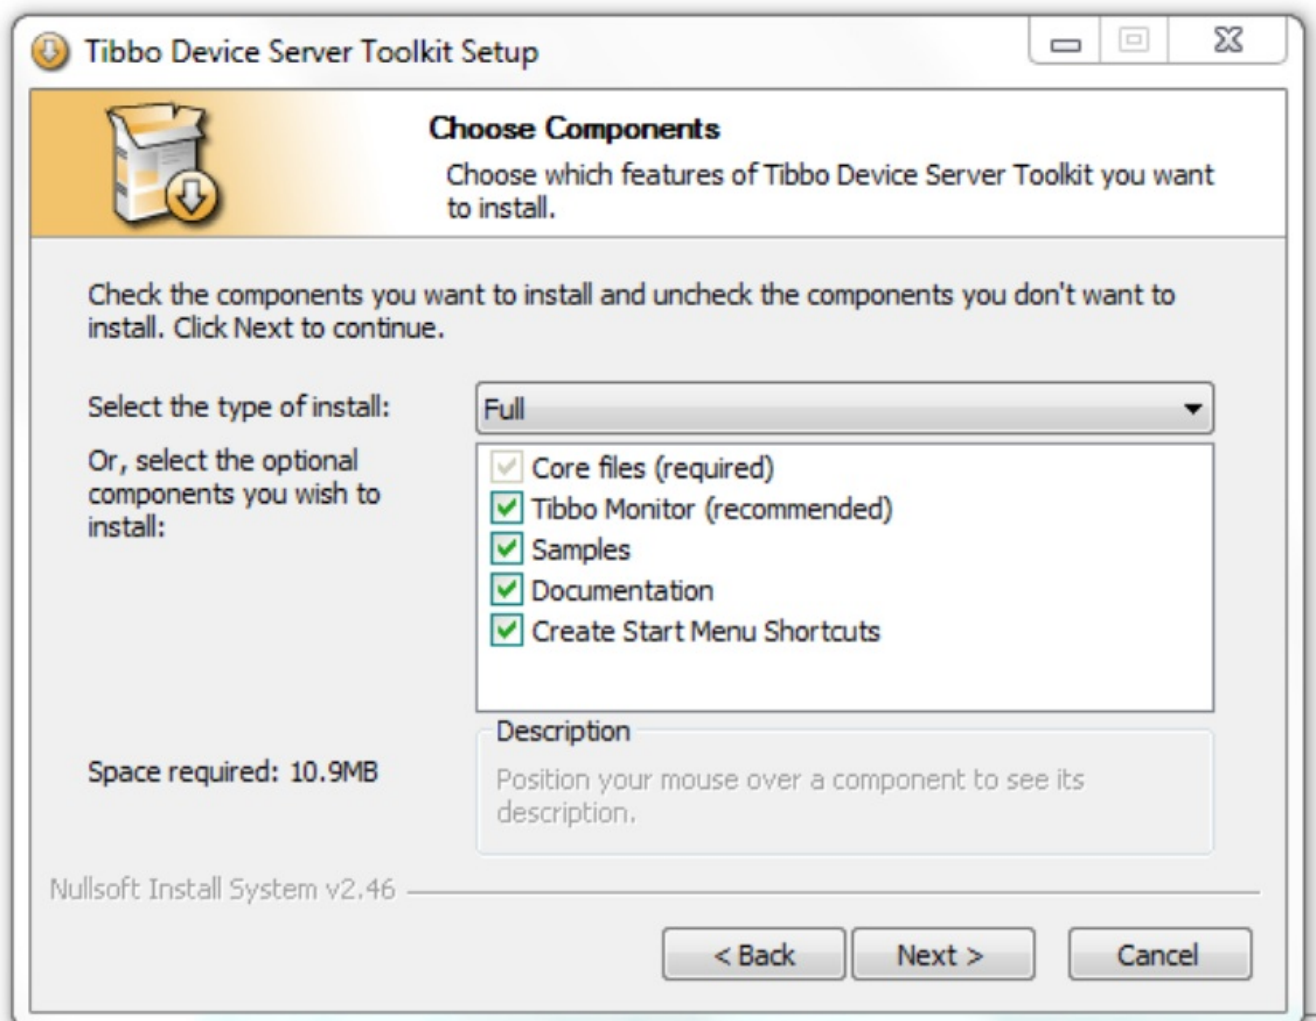 Tibbo Device Server Toolkit Setup
Choose Components
Choose which features of Tibbo Device Server Toolkit you want
to install.
Check the components you want to install and uncheck the components you don't want to
install. Click Next to continue.
Select the type of install:
Full
Or, select the optional
components you wish to
install:
Core files (required)
Tibbo Monitor (recommended)
Samples
Documentation
Create Start Menu Shortcuts
Space required: 10.9MB
Description
Position your mouse over a component to see its
description.
Nullsoft Install System v2.46
< Back
Next >
Cancel